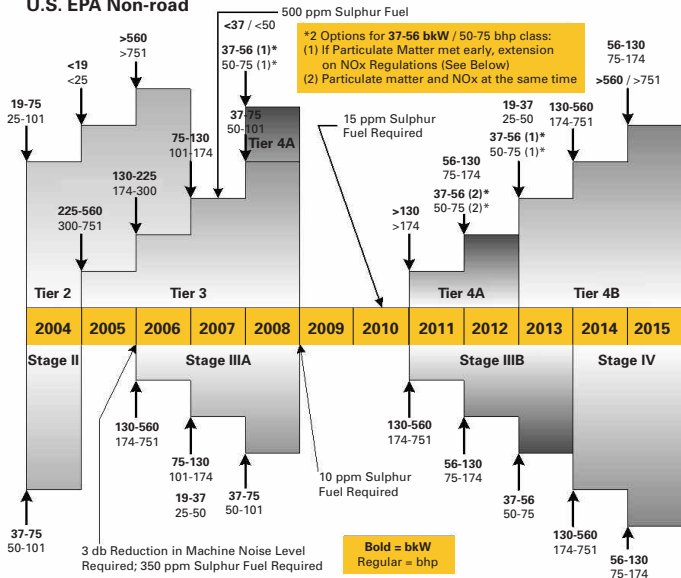 U.S. EPA Non-road
500 ppm Sulphur Fuel
*2 Options for 37-56 bkW / 50-75 bhp class:
(1) If Particulate Matter met early, extension
on NOx Regulations (See Below)
(2) Particulate matter and NOx at the same time
19-75
25-101
<19
<25
>560
>751
<37 / <50
37-56 (1)*
50-75 (1)*
37-75
50-101
Tier 4A
75-130
101-174
130-225
174-300
225-560
300-751
15 ppm Sulphur
Fuel Required
>130
>174
56-130
75-174
37-56 (2)*
50-75 (2)*
19-37
25-50
37-56 (1)*
50-75 (1)*
130-560
174-751
56-130
75-174
>560 / >751
Tier 2
Tier 3
Tier 4A
Tier 4B
2004
2005
2006
2007
2008
2009
2010
2011
2012
2013
2014
2015
Stage II
Stage IIIA
Stage IIIB
Stage IV
37-75
50-101
130-560
174-751
75-130
101-174
19-37
25-50
37-75
50-101
10 ppm Sulphur
Fuel Required
130-560
174-751
56-130
75-174
37-56
50-75
130-560
174-751
56-130
75-174
3 db Reduction in Machine Noise Level
Required; 350 ppm Sulphur Fuel Required
Bold = bkW
Regular = bhp